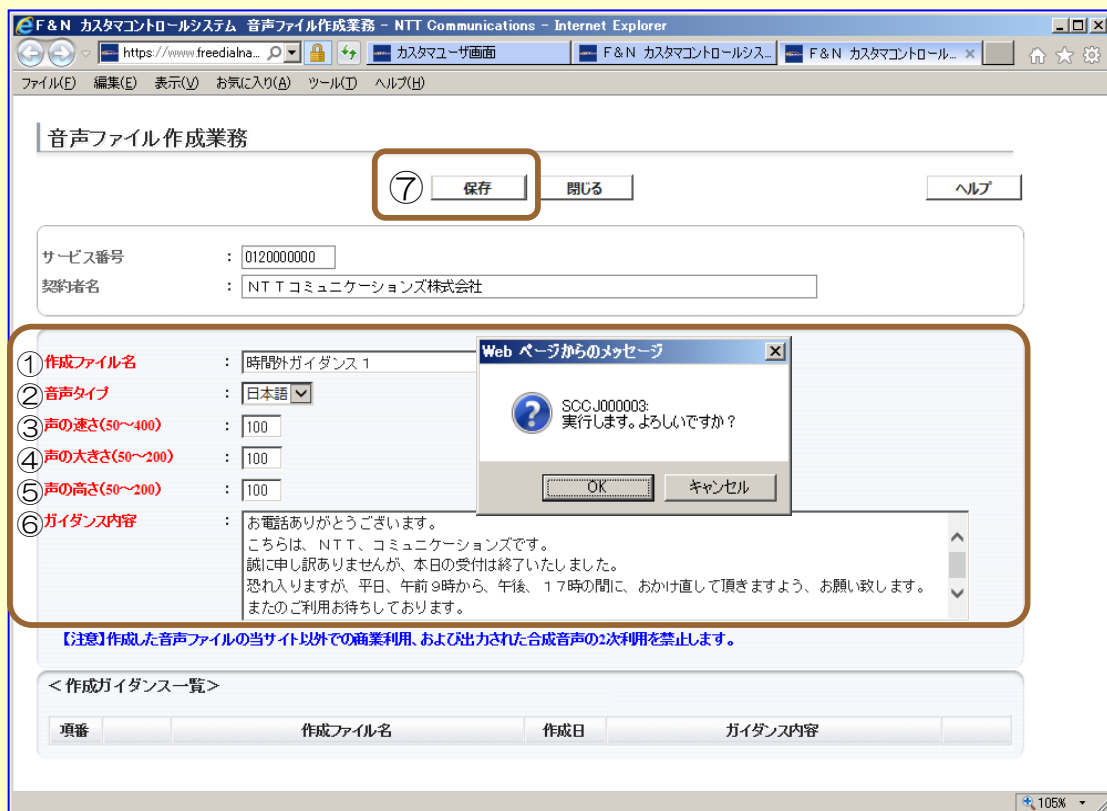 F&N カスタマコントロールシステム 音声ファイル作成業務 - NTT Communications - Internet Explorer
https://www.freedialna...
カスタマユーザ画面
F&N カスタマコントロールシス...
F&N カスタマコントロール...
ファイル(F) 編集(E) 表示(V) お気に入り(A) ツール(T) ヘルプ(H)
音声ファイル作成業務
⑦ 保存 閉じる ヘルプ
サービス番号 : 0120000000
契約者名 : NTTコミュニケーションズ株式会社
①作成ファイル名 : 時間外ガイダンス1
②音声タイプ : 日本語
③声の速さ(50~400) : 100
④声の大きさ(50~200) : 100
⑤声の高さ(50~200) : 100
⑥ガイダンス内容 :
お電話ありがとうございます。
こちらは、NTT、コミュニケーションズです。
誠に申し訳ありませんが、本日の受付は終了いたしました。
恐れ入りますが、平日、午前9時から、午後、17時の間に、おかけ直して頂きますよう、お願い致します。
またのご利用お待ちしております。
Web ページからのメッセージ
SCCJ000003:
実行します。よろしいですか?
OK キャンセル
【注意】作成した音声ファイルの当サイト以外での商業利用、および出力された合成音声の2次利用を禁止します。
<作成ガイダンス一覧>
項番 作成ファイル名 作成日 ガイダンス内容
105%